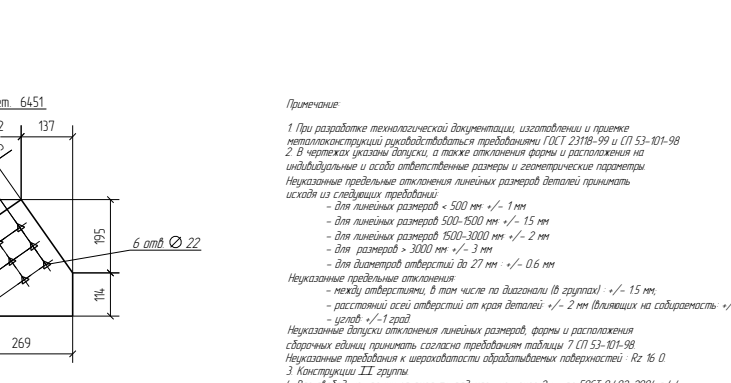 ет. 6451
2 137
195
6 отв. Ø 22
114
269
Примечание:
1. При разработке технологической документации, изготовлении и приемке
металлоконструкций руководствоваться требованиями ГОСТ 23118-99 и СП 53-101-98
2. В чертежах указаны допуски, а также отклонения формы и расположения на
индивидуальные и особо ответственные размеры и геометрические параметры.
Неуказанные предельные отклонения линейных размеров деталей принимать
исходя из следующих требований:
- для линейных размеров < 500 мм: +/- 1 мм
- для линейных размеров 500-1500 мм: +/- 1.5 мм
- для линейных размеров 1500-3000 мм: +/- 2 мм
- для размеров > 3000 мм: +/- 3 мм
- для диаметров отверстий до 27 мм : +/- 0.6 мм
Неуказанные предельные отклонения:
- между отверстиями, в том числе по диагонали (в группах) : +/- 1.5 мм;
- расстояний осей отверстий от края деталей: +/- 2 мм (влияющих на собираемость: +/
- углов: +/-1 град.
Неуказанные допуски отклонения линейных размеров, формы и расположения
сборочных единиц принимать согласна требованиям таблицы 7 СП 53-101-98.
Неуказанные требования к шероховатости обрабатываемых поверхностей : Rz 16 0.
3. Конструкции II группы.